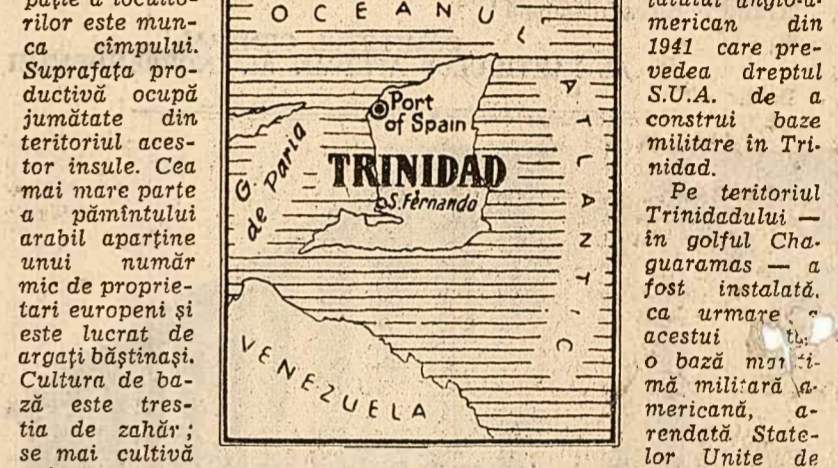 rilor este mun-
ca cîmpului.
Suprafața pro-
ductivă ocupă
jumătate din
teritoriul aces-
tor insule. Cea
mai mare parte
a pămîntului
arabil aparține
unui număr
mic de proprie-
tari europeni și
este lucrat de
argați băștinași.
Cultura de ba-
ză este tres-
tia de zahăr;
se mai cultivă
OCEANUL ATLANTIC
Port
of Spain
G. de Paria
TRINIDAD
S. Fernando
VENEZUELA
merican din
1941 care pre-
vedea dreptul
S.U.A. de a
construi baze
militare în Tri-
nidad.
Pe teritoriul
Trinidadului —
în golful Cha-
guaramas — a
fost instalată,
ca urmare
acestui
o bază
mă militară a-
mericană, a-
rendată State-
lor Unite de